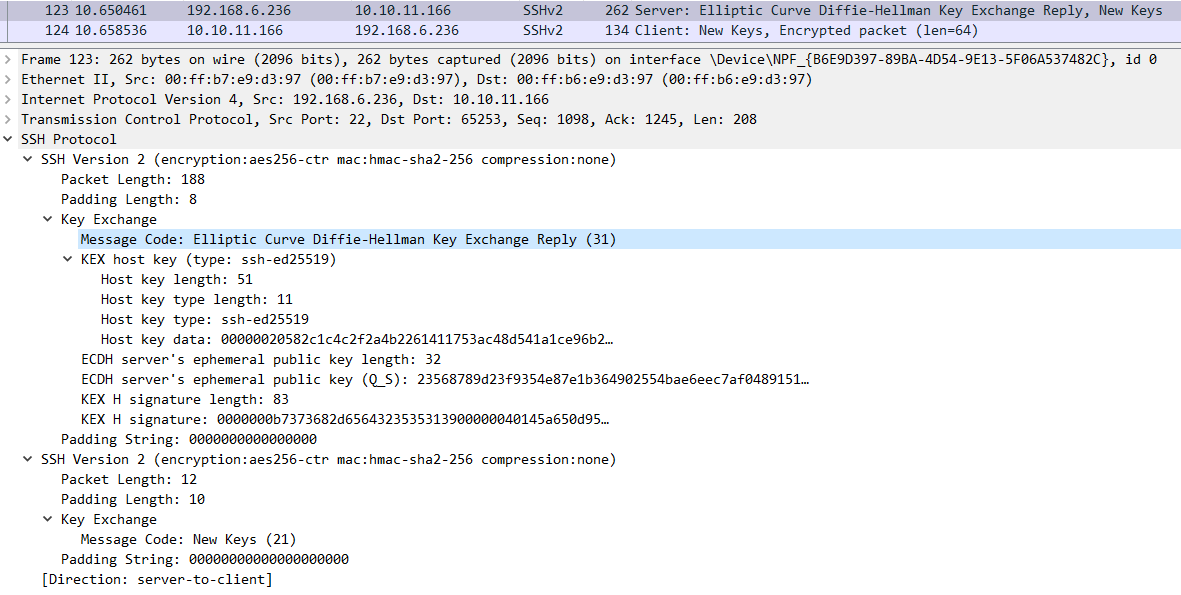 123 10.650461 192.168.6.236 10.10.11.166 SSHv2 262 Server: Elliptic Curve Diffie-Hellman Key Exchange Reply, New Keys
124 10.658536 10.10.11.166 192.168.6.236 SSHv2 134 Client: New Keys, Encrypted packet (len=64)
Frame 123: 262 bytes on wire (2096 bits), 262 bytes captured (2096 bits) on interface \Device\NPF_{B6E9D397-89BA-4D54-9E13-5F06A537482C}, id 0
Ethernet II, Src: 00:ff:b7:e9:d3:97 (00:ff:b7:e9:d3:97), Dst: 00:ff:b6:e9:d3:97 (00:ff:b6:e9:d3:97)
Internet Protocol Version 4, Src: 192.168.6.236, Dst: 10.10.11.166
Transmission Control Protocol, Src Port: 22, Dst Port: 65253, Seq: 1098, Ack: 1245, Len: 208
SSH Protocol
SSH Version 2 (encryption:aes256-ctr mac:hmac-sha2-256 compression:none)
Packet Length: 188
Padding Length: 8
Key Exchange
Message Code: Elliptic Curve Diffie-Hellman Key Exchange Reply (31)
KEX host key (type: ssh-ed25519)
Host key length: 51
Host key type length: 11
Host key type: ssh-ed25519
Host key data: 00000020582c1c4c2f2a4b2261411753ac48d541a1ce96b2…
ECDH server's ephemeral public key length: 32
ECDH server's ephemeral public key (Q_S): 23568789d23f9354e87e1b364902554bae6eec7af0489151…
KEX H signature length: 83
KEX H signature: 0000000b7373682d6564323535313900000040145a650d95…
Padding String: 0000000000000000
SSH Version 2 (encryption:aes256-ctr mac:hmac-sha2-256 compression:none)
Packet Length: 12
Padding Length: 10
Key Exchange
Message Code: New Keys (21)
Padding String: 00000000000000000000
[Direction: server-to-client]